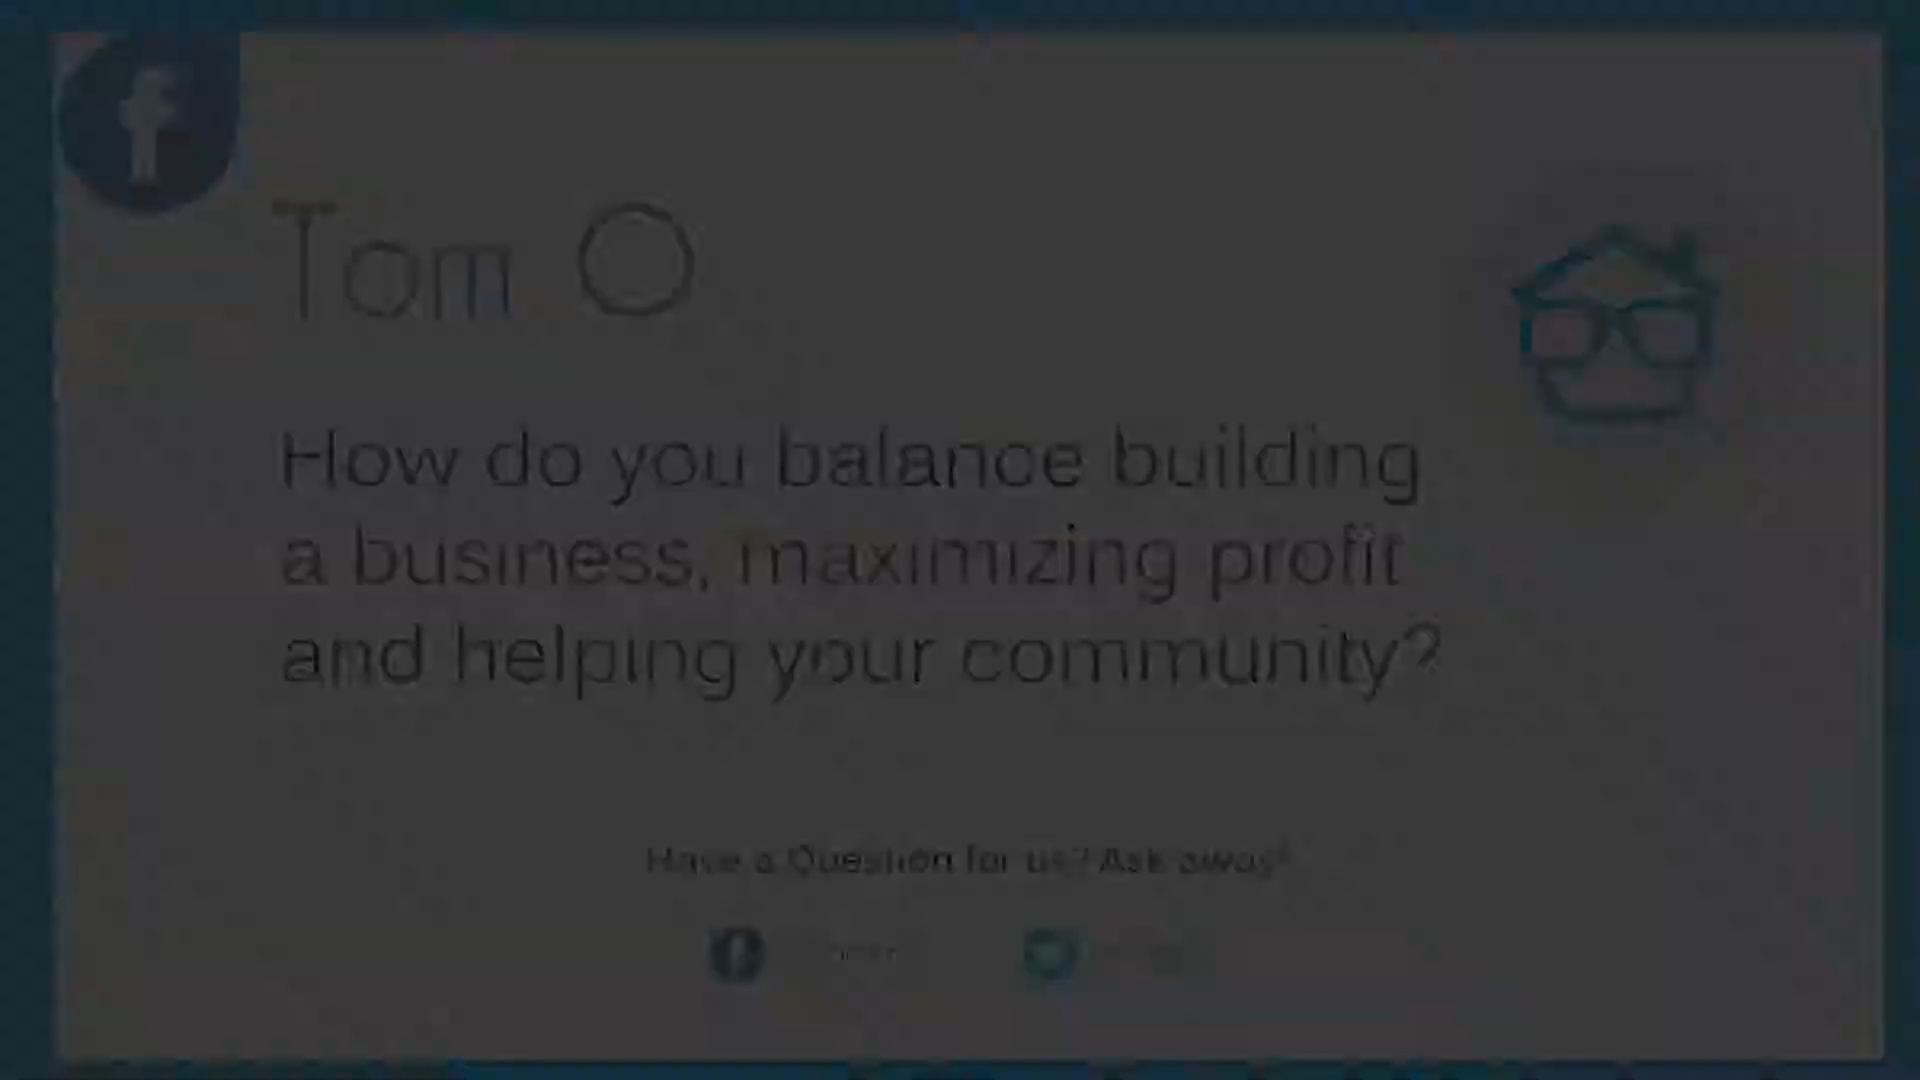 Tom O
How do you balance building
a business, maximizing profit
and helping your community?
Have a Question for us? Ask away!